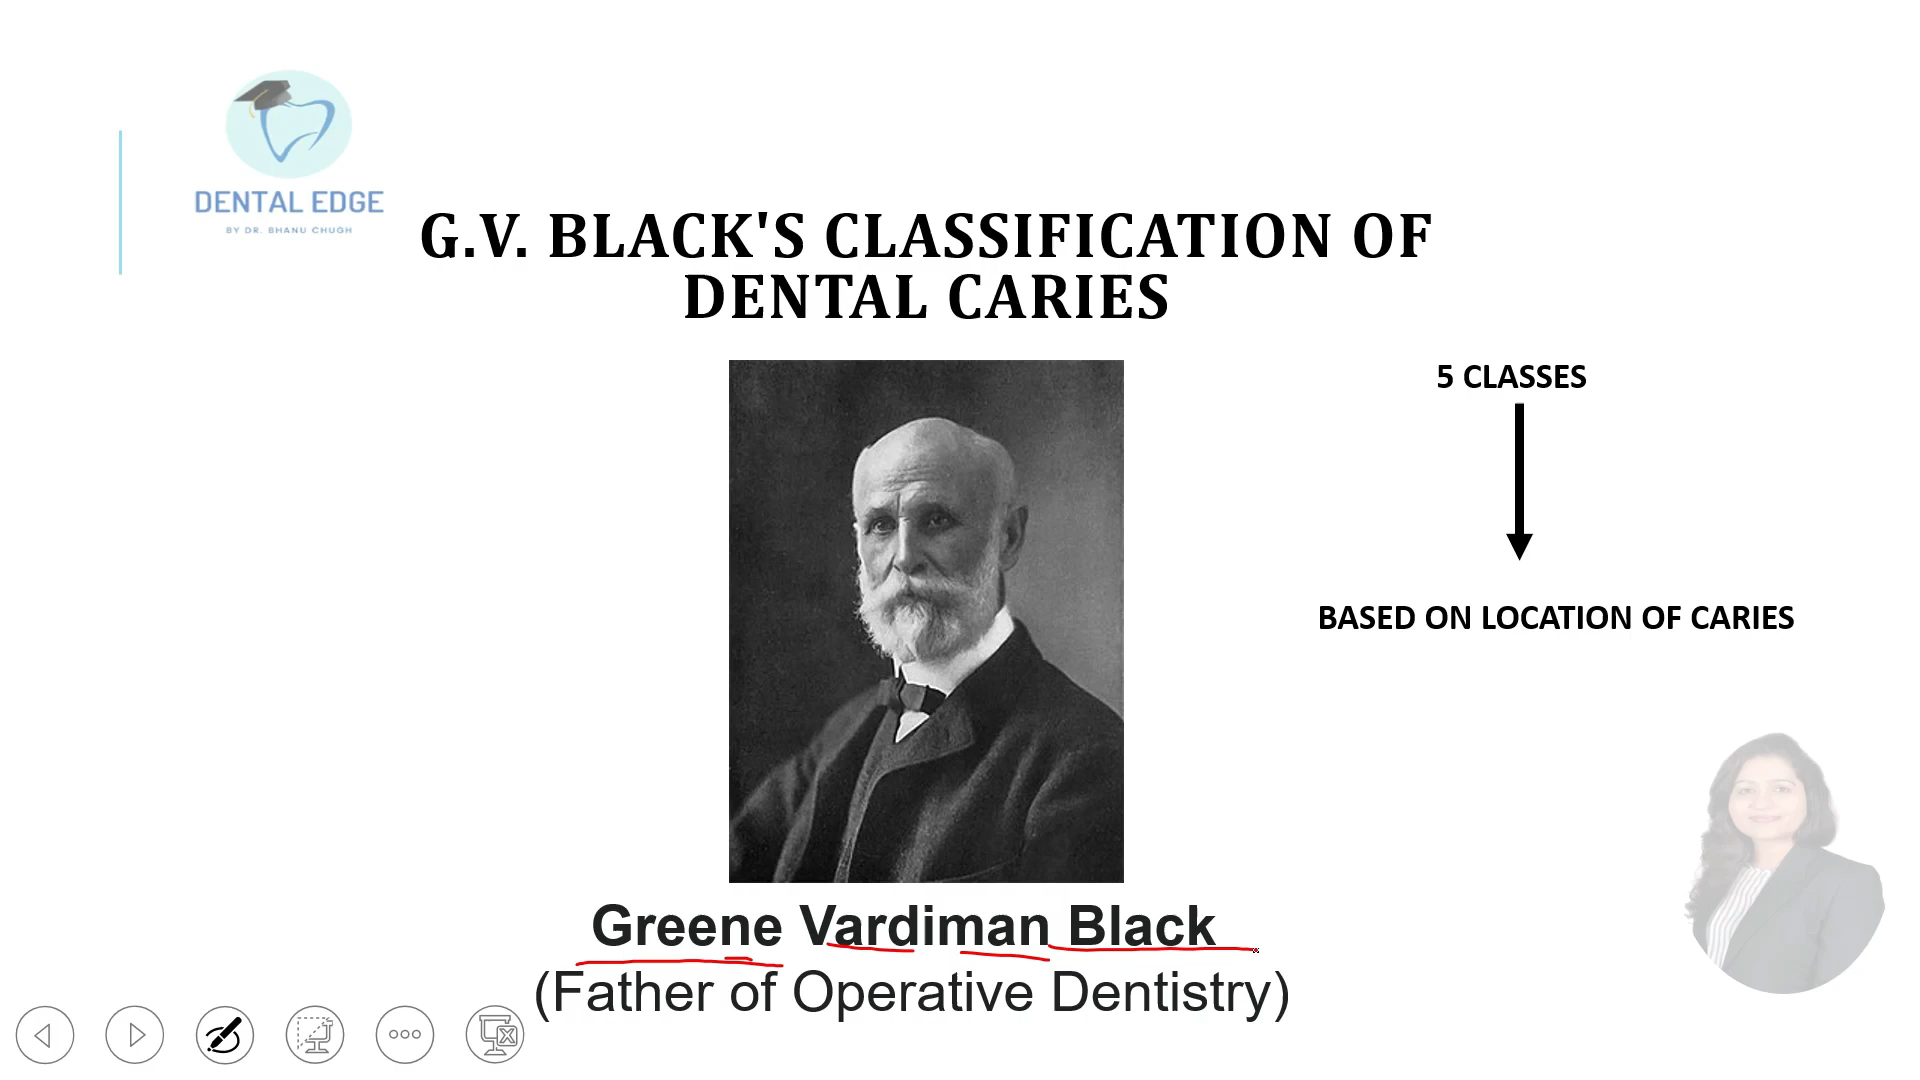 DENTAL EDGE
BY DR. BHANU CHUGH
G.V. BLACK'S CLASSIFICATION OF
DENTAL CARIES
5 CLASSES
BASED ON LOCATION OF CARIES
Greene Vardiman Black
(Father of Operative Dentistry)